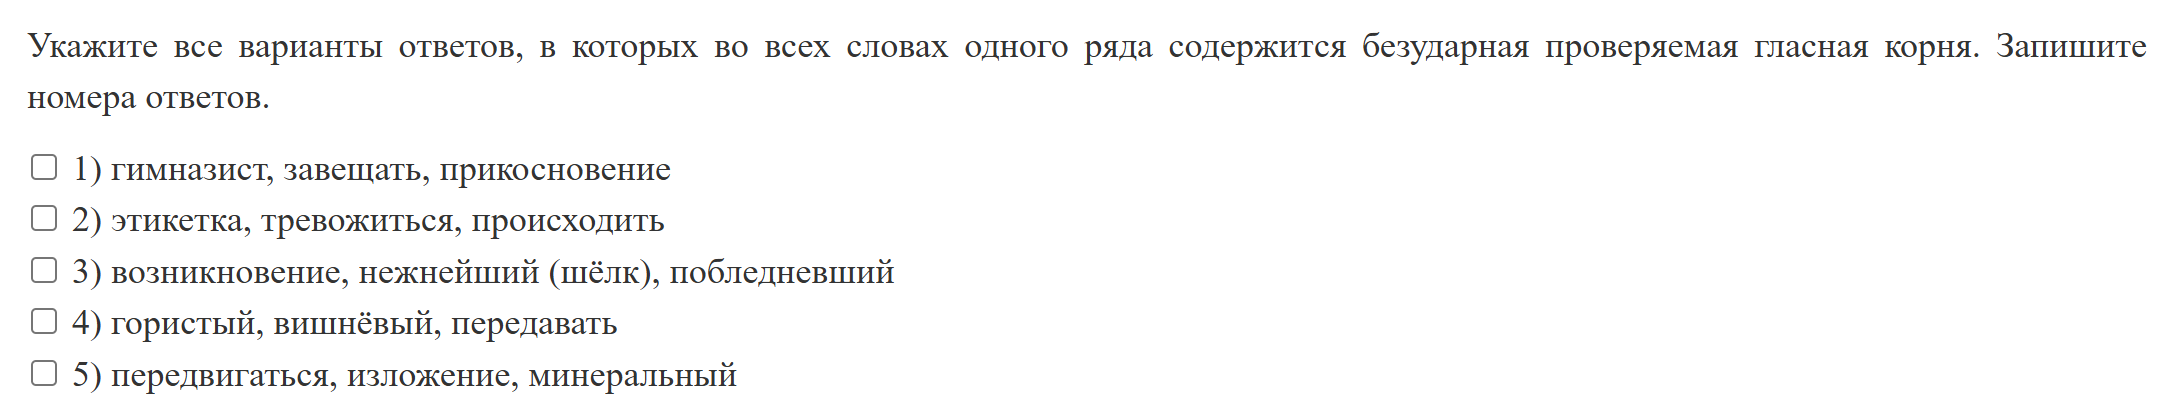 Укажите все варианты ответов, в которых во всех словах одного ряда содержится безударная проверяемая гласная корня. Запишите
номера ответов.
1) гимназист, завещать, прикосновение
2) этикетка, тревожиться, происходить
3) возникновение, нежнейший (шёлк), побледневший
4) гористый, вишнёвый, передавать
5) передвигаться, изложение, минеральный